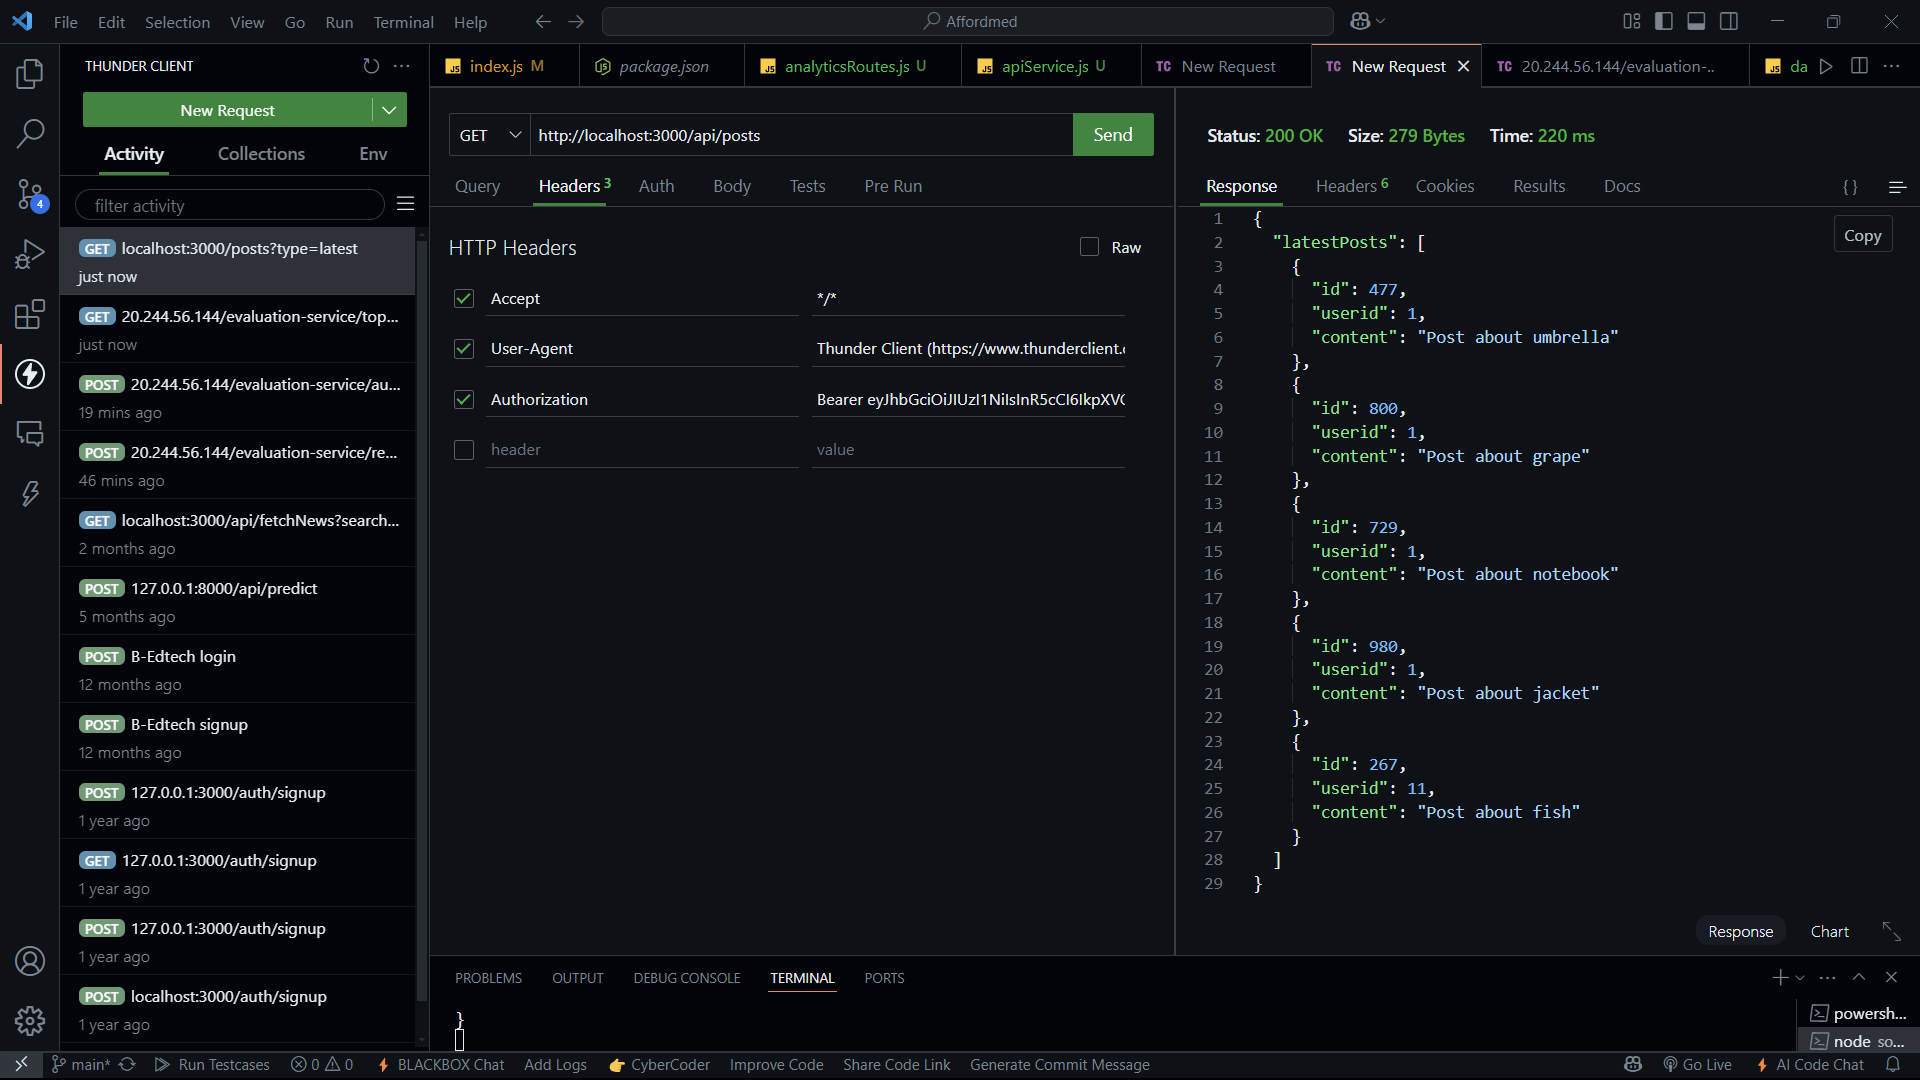 File Edit Selection View Go Run Terminal Help
Affordmed
THUNDER CLIENT
New Request
Activity Collections Env
filter activity
GET localhost:3000/posts?type=latest
just now
GET 20.244.56.144/evaluation-service/top...
just now
POST 20.244.56.144/evaluation-service/au...
19 mins ago
POST 20.244.56.144/evaluation-service/re...
46 mins ago
GET localhost:3000/api/fetchNews?search...
2 months ago
POST 127.0.0.1:8000/api/predict
5 months ago
POST B-Edtech login
12 months ago
POST B-Edtech signup
12 months ago
POST 127.0.0.1:3000/auth/signup
1 year ago
GET 127.0.0.1:3000/auth/signup
1 year ago
POST 127.0.0.1:3000/auth/signup
1 year ago
POST localhost:3000/auth/signup
1 year ago
4
JS index.js M
package.json
JS analyticsRoutes.js U
JS apiService.js U
TC New Request
TC New Request
TC 20.244.56.144/evaluation-..
JS da
GET http://localhost:3000/api/posts Send
Query Headers 3 Auth Body Tests Pre Run
HTTP Headers Raw
Accept */*
User-Agent Thunder Client (https://www.thunderclient.
Authorization Bearer eyJhbGciOiJIUzI1NiIsInR5cCI6IkpXV
header value
Status: 200 OK Size: 279 Bytes Time: 220 ms
Response Headers 6 Cookies Results Docs { }
Copy
1 {
2 "latestPosts": [
3 {
4 "id": 477,
5 "userid": 1,
6 "content": "Post about umbrella"
7 },
8 {
9 "id": 800,
10 "userid": 1,
11 "content": "Post about grape"
12 },
13 {
14 "id": 729,
15 "userid": 1,
16 "content": "Post about notebook"
17 },
18 {
19 "id": 980,
20 "userid": 1,
21 "content": "Post about jacket"
22 },
23 {
24 "id": 267,
25 "userid": 11,
26 "content": "Post about fish"
27 }
28 ]
29 }
Response Chart
PROBLEMS OUTPUT DEBUG CONSOLE TERMINAL PORTS
}
powersh...
node so...
main* Run Testcases 0 0 BLACKBOX Chat Add Logs CyberCoder Improve Code Share Code Link Generate Commit Message Go Live AI Code Chat